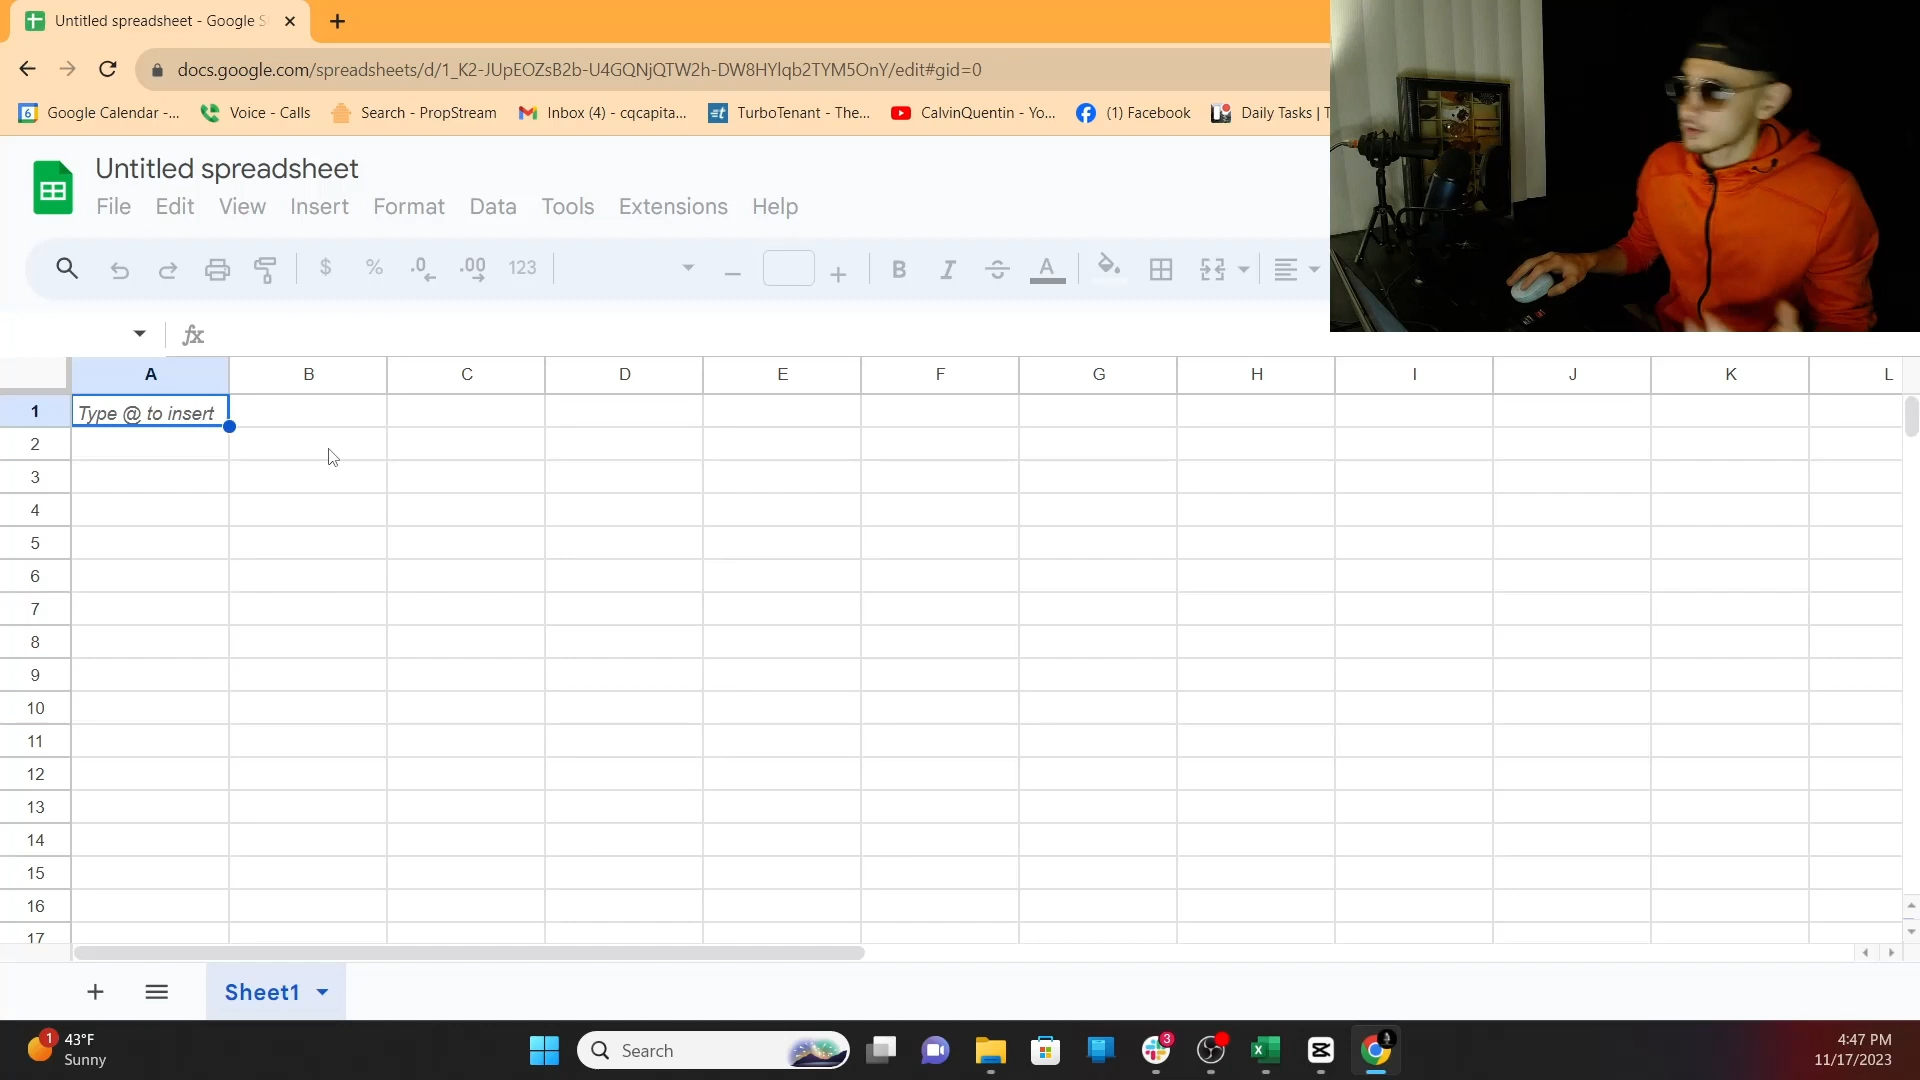 Untitled spreadsheet - Google S
docs.google.com/spreadsheets/d/1_K2-JUpEOZsB2b-U4GQNjQTW2h-DW8HYlqb2TYM5OnY/edit#gid=0
6 Google Calendar -... Voice - Calls Search - PropStream Inbox (4) - cqcapita... TurboTenant - The... CalvinQuentin - Yo... (1) Facebook Daily Tasks | T
Untitled spreadsheet
File Edit View Insert Format Data Tools Extensions Help
$ % .0 .00 123 B I S A
fx
A B C D E F G H I J K L
1 Type @ to insert
2
3
4
5
6
7
8
9
10
11
12
13
14
15
16
17
+ Sheet1
1 43°F
Sunny
Search
3
4:47 PM
11/17/2023